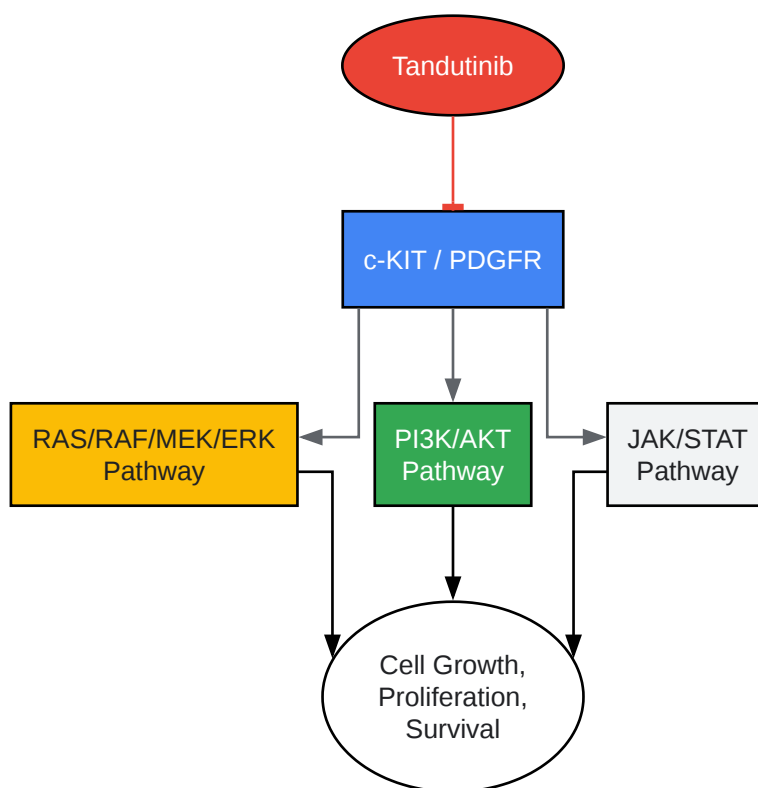 Tandutinib
c-KIT / PDGFR
RAS/RAF/MEK/ERK
Pathway
PI3K/AKT
Pathway
JAK/STAT
Pathway
Cell Growth,
Proliferation,
Survival